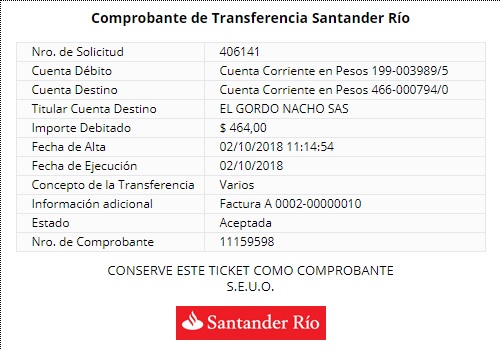 Comprobante de Transferencia Santander Río
Nro. de Solicitud 406141
Cuenta Débito Cuenta Corriente en Pesos 199-003989/5
Cuenta Destino Cuenta Corriente en Pesos 466-000794/0
Titular Cuenta Destino EL GORDO NACHO SAS
Importe Debitado $ 464,00
Fecha de Alta 02/10/2018 11:14:54
Fecha de Ejecución 02/10/2018
Concepto de la Transferencia Varios
Información adicional Factura A 0002-00000010
Estado Aceptada
Nro. de Comprobante 11159598
CONSERVE ESTE TICKET COMO COMPROBANTE
S.E.U.O.
Santander Río